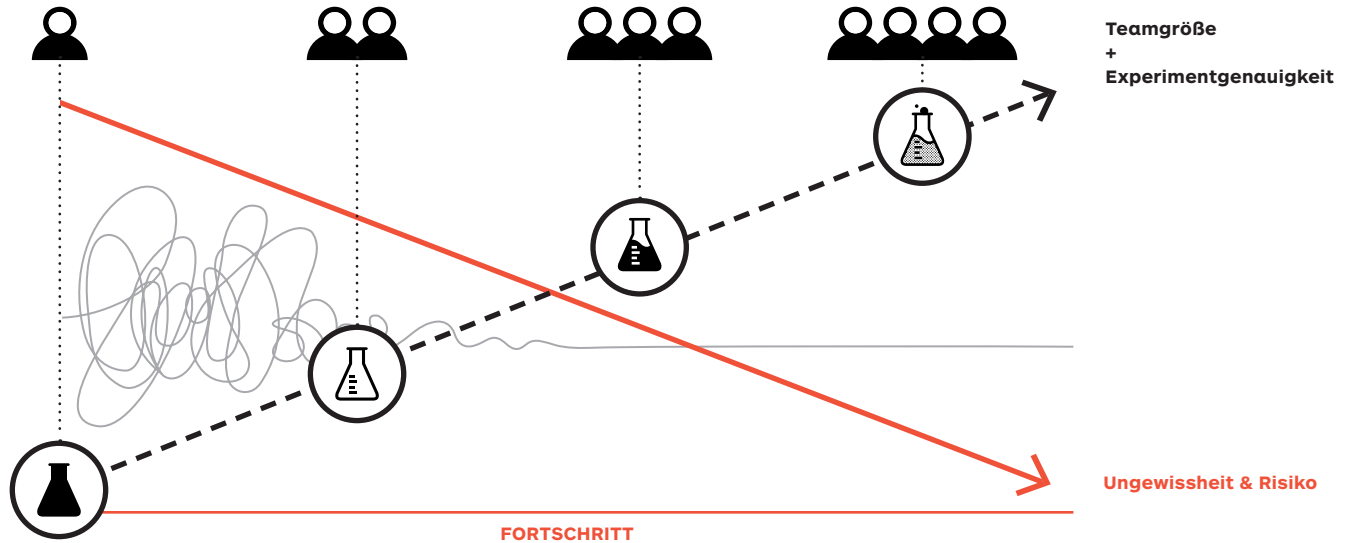 Teamgröße
+
Experimentgenauigkeit
Ungewissheit & Risiko
FORTSCHRITT